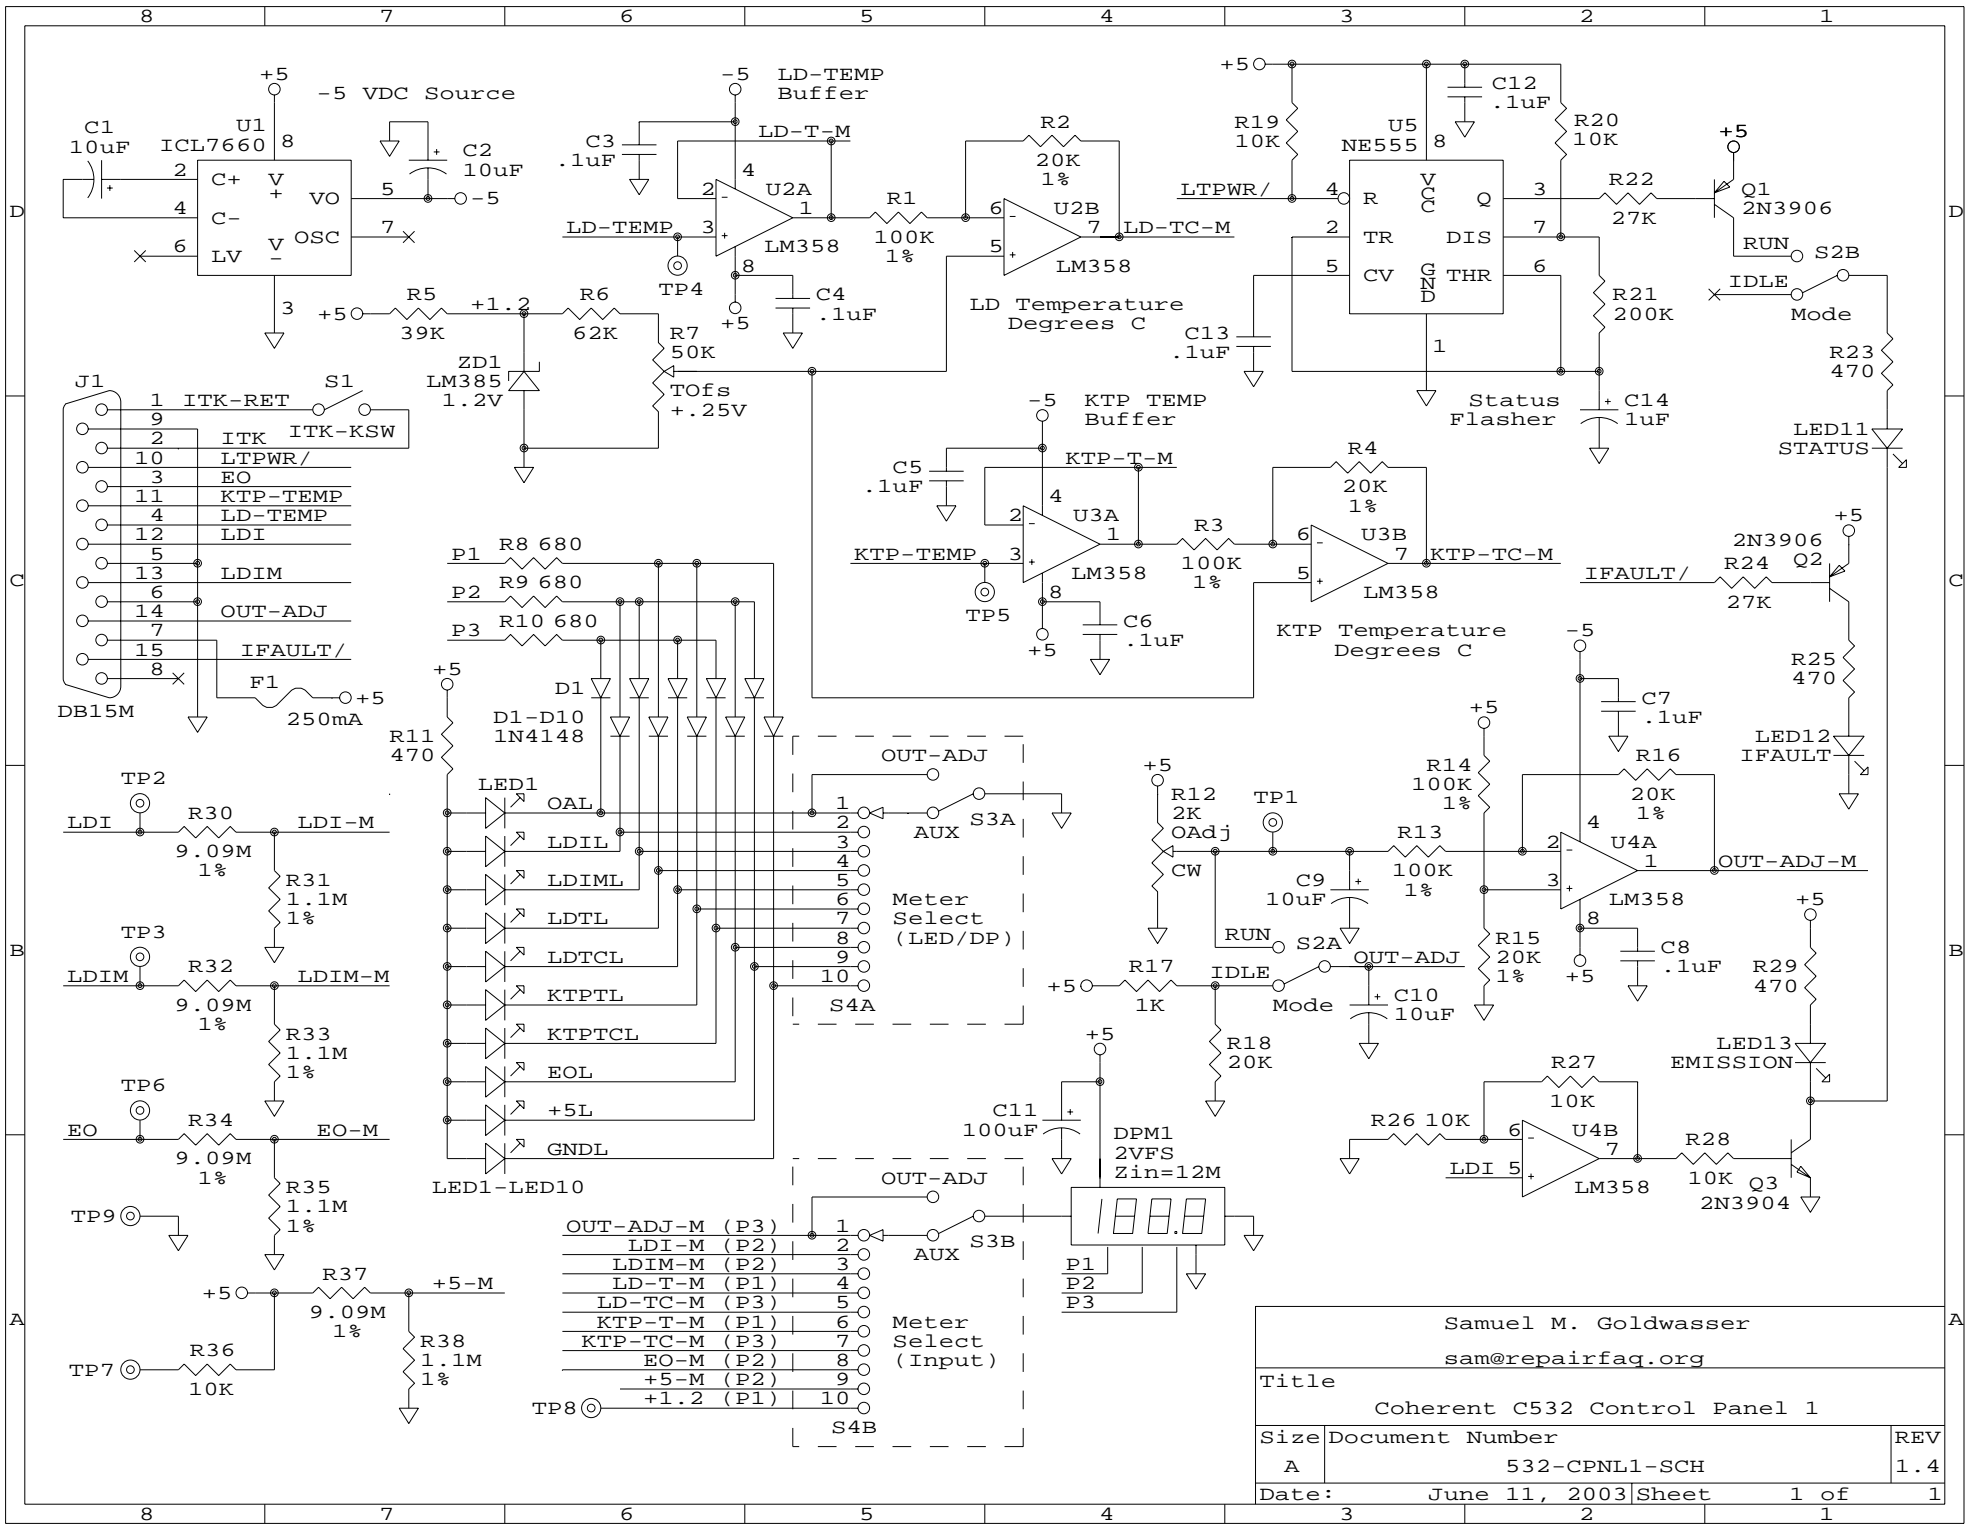 8 7 6 5 4 3 2 1
D
C
B
A
+5
-5 VDC Source
C1
10uF
U1
ICL7660
8
2 C+ V + VO 5
4 C- OSC 7
6 LV V -
3
C2
10uF
-5
-5 LD-TEMP
Buffer
C3
.1uF
LD-T-M
4
2
U2A
1
LD-TEMP 3
LM358
8
TP4
C4
.1uF
+5
R1
100K
1%
R2
20K
1%
6
U2B
7 LD-TC-M
5
LM358
LD Temperature
Degrees C
+5
R5
39K
+1.2
R6
62K
R7
50K
TOfs
+.25V
ZD1
LM385
1.2V
+5
R19
10K
U5
NE555
8
C12
.1uF
R20
10K
LTPWR/ 4 R VCC Q 3
2 TR DIS 7
5 CV GND THR 6
1
C13
.1uF
R22
27K
+5
Q1
2N3906
RUN
S2B
IDLE
Mode
R21
200K
R23
470
Status
Flasher
C14
1uF
LED11
STATUS
J1
1 ITK-RET
S1
ITK-KSW
9
2 ITK
10 LTPWR/
3 EO
11 KTP-TEMP
4 LD-TEMP
12 LDI
5
13 LDIM
6
14 OUT-ADJ
7
15 IFAULT/
8
DB15M
F1
250mA
+5
-5 KTP TEMP
Buffer
C5
.1uF
KTP-T-M
4
2
U3A
1
KTP-TEMP 3
LM358
8
TP5
C6
.1uF
+5
R3
100K
1%
R4
20K
1%
6
U3B
7 KTP-TC-M
5
LM358
KTP Temperature
Degrees C
+5
2N3906
Q2
IFAULT/
R24
27K
R25
470
LED12
IFAULT
P1 R8 680
P2 R9 680
P3 R10 680
D1
D1-D10
1N4148
+5
R11
470
LED1
OAL
LDIL
LDIML
LDTL
LDTCL
KTPTL
KTPTCL
EOL
+5L
GNDL
LED1-LED10
OUT-ADJ
1
2
3
4
5
6
7
8
9
10
AUX S3A
Meter
Select
(LED/DP)
S4A
TP2
LDI
R30
9.09M
1%
LDI-M
R31
1.1M
1%
TP3
LDIM
R32
9.09M
1%
LDIM-M
R33
1.1M
1%
TP6
EO
R34
9.09M
1%
EO-M
R35
1.1M
1%
TP9
+5
R37
9.09M
1%
+5-M
R38
1.1M
1%
TP7
R36
10K
+5
R12
2K
OAdj
CW
TP1
C9
10uF
R13
100K
1%
+5
R14
100K
1%
R15
20K
1%
-5
C7
.1uF
R16
20K
1%
4
2
U4A
1 OUT-ADJ-M
3
LM358
8
+5
C8
.1uF
RUN
S2A
OUT-ADJ
+5
R17
1K
IDLE
Mode
R18
20K
C10
10uF
+5
R29
470
LED13
EMISSION
R27
10K
R26 10K
6
U4B
7
LDI 5
LM358
R28
10K
Q3
2N3904
+5
C11
100uF
DPM1
2VFS
Zin=12M
188.8
P1
P2
P3
OUT-ADJ
OUT-ADJ-M (P3) 1
LDI-M (P2) 2
LDIM-M (P2) 3
LD-T-M (P1) 4
LD-TC-M (P3) 5
KTP-T-M (P1) 6
KTP-TC-M (P3) 7
EO-M (P2) 8
+5-M (P2) 9
TP8 +1.2 (P1) 10
AUX S3B
Meter
Select
(Input)
S4B
Samuel M. Goldwasser
sam@repairfaq.org
Title
Coherent C532 Control Panel 1
Size Document Number REV
A 532-CPNL1-SCH 1.4
Date: June 11, 2003 Sheet 1 of 1
8 7 6 5 4 3 2 1
D
C
B
A